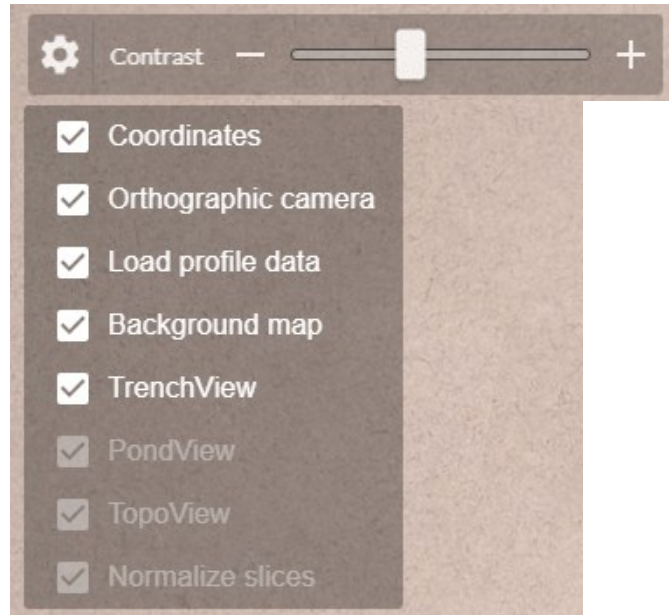 Contrast
Coordinates
Orthographic camera
Load profile data
Background map
TrenchView
PondView
TopoView
Normalize slices